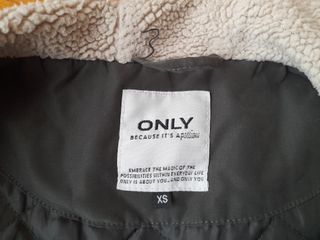 3
ONLY
BECAUSE IT'S A
EMBRACE THE MAGIC OF THE
POSSIBILITIES WITHIN EVERYDAY LIFE
ONLY IS ABOUT YOU.. AND ONLY YOU
XS